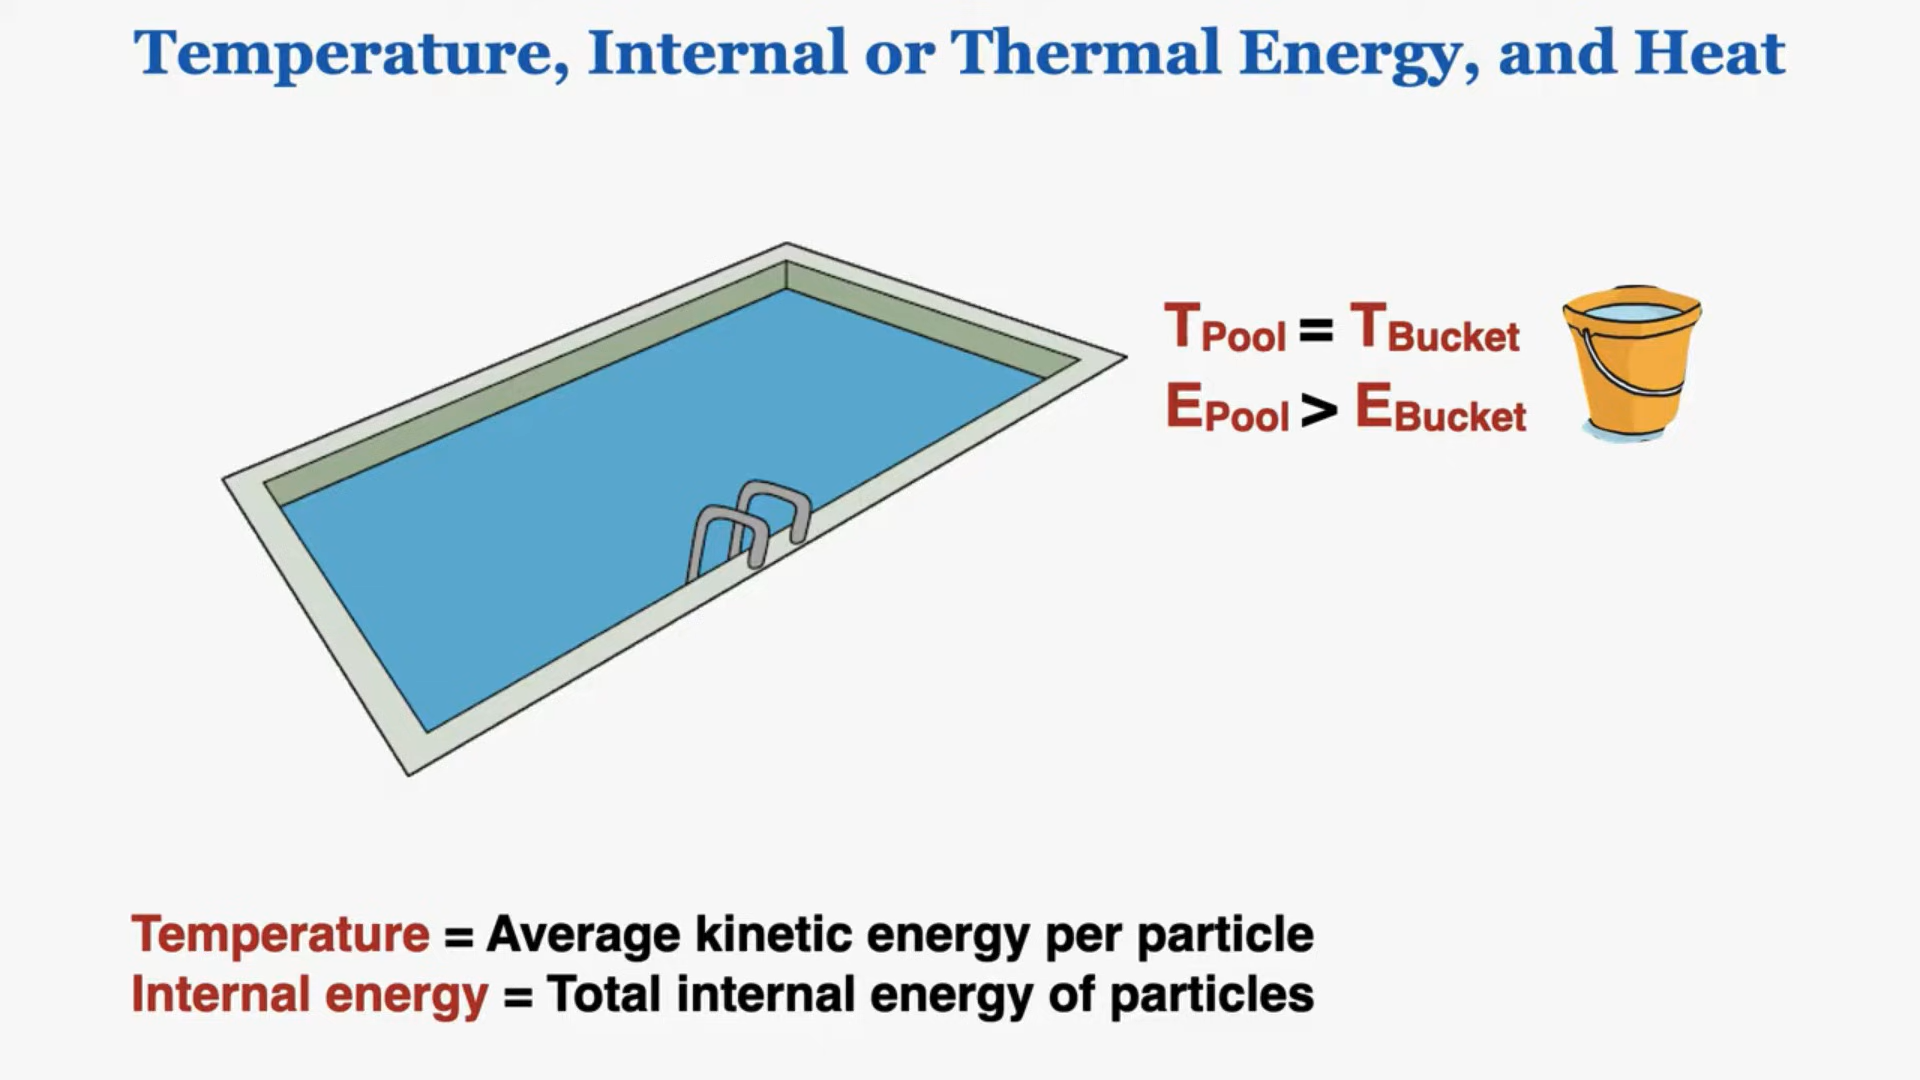 Temperature, Internal or Thermal Energy, and Heat
TPool = TBucket
EPool > EBucket
Temperature = Average kinetic energy per particle
Internal energy = Total internal energy of particles